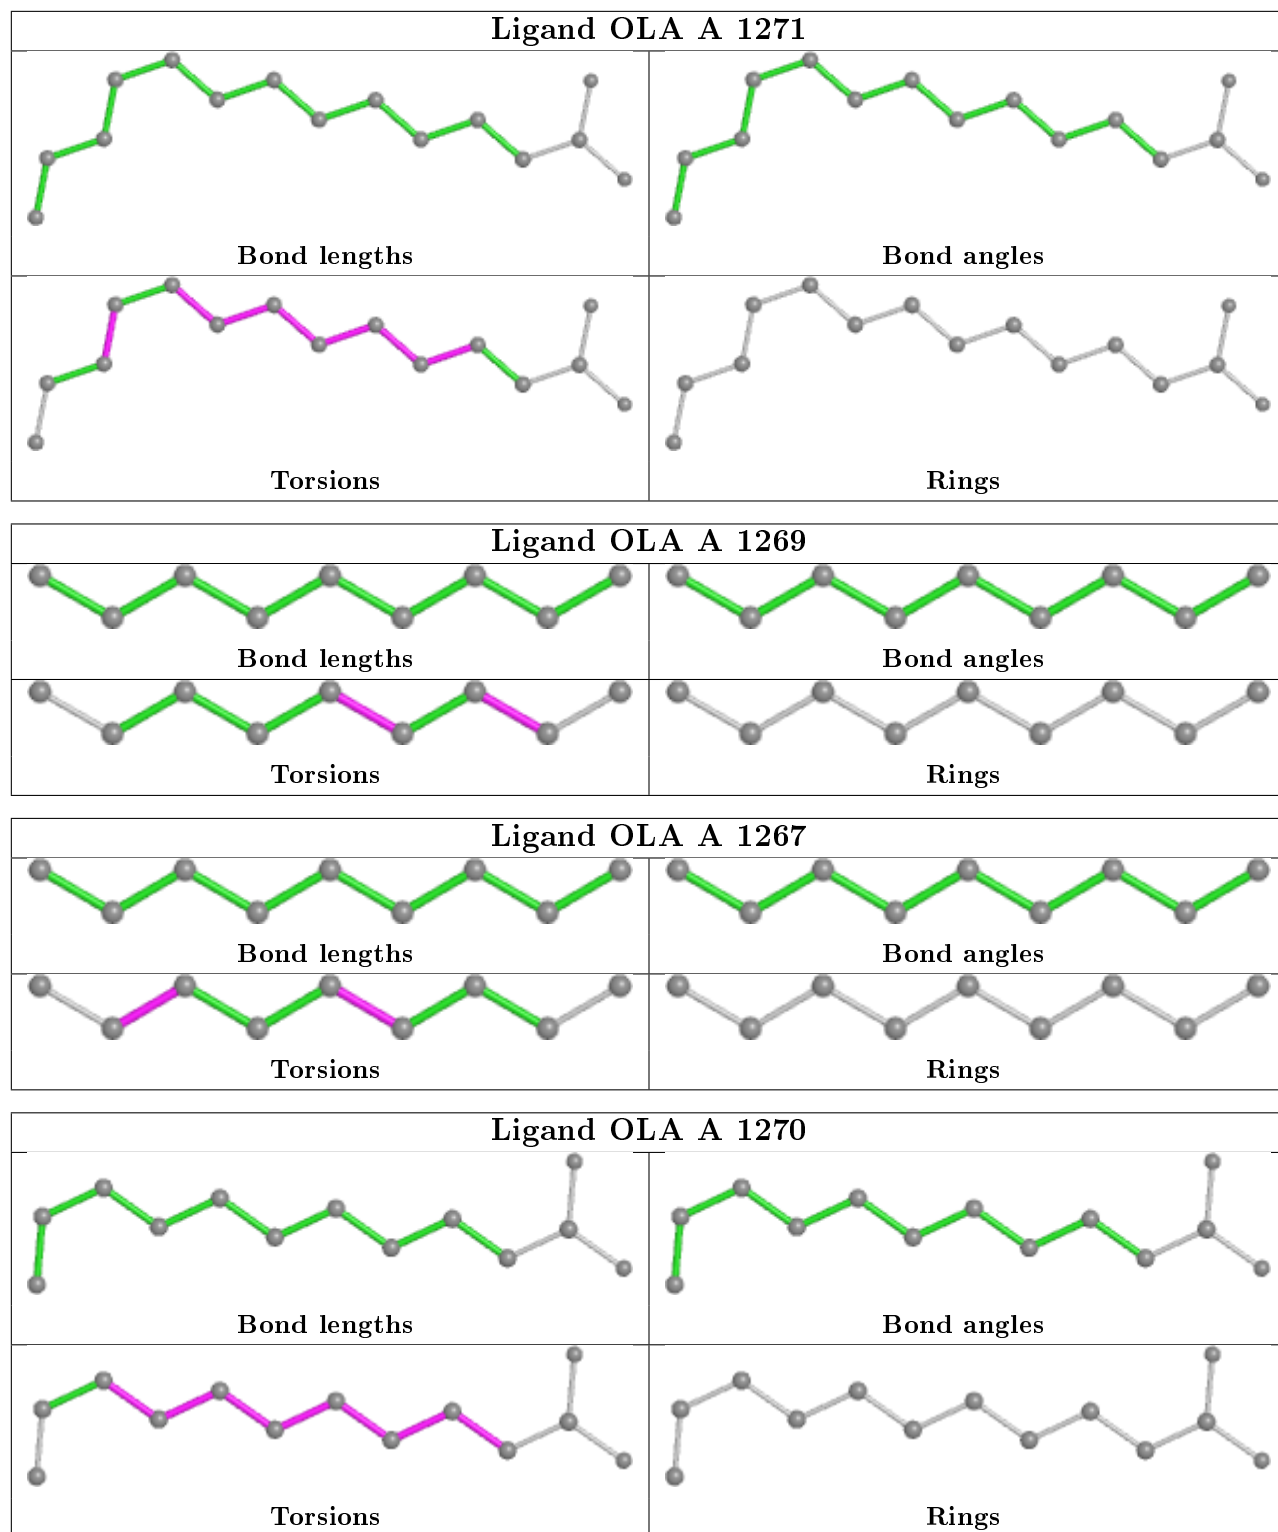 Ligand OLA A 1271
Bond lengths
Bond angles
Torsions
Rings
Ligand OLA A 1269
Bond lengths
Bond angles
Torsions
Rings
Ligand OLA A 1267
Bond lengths
Bond angles
Torsions
Rings
Ligand OLA A 1270
Bond lengths
Bond angles
Torsions
Rings